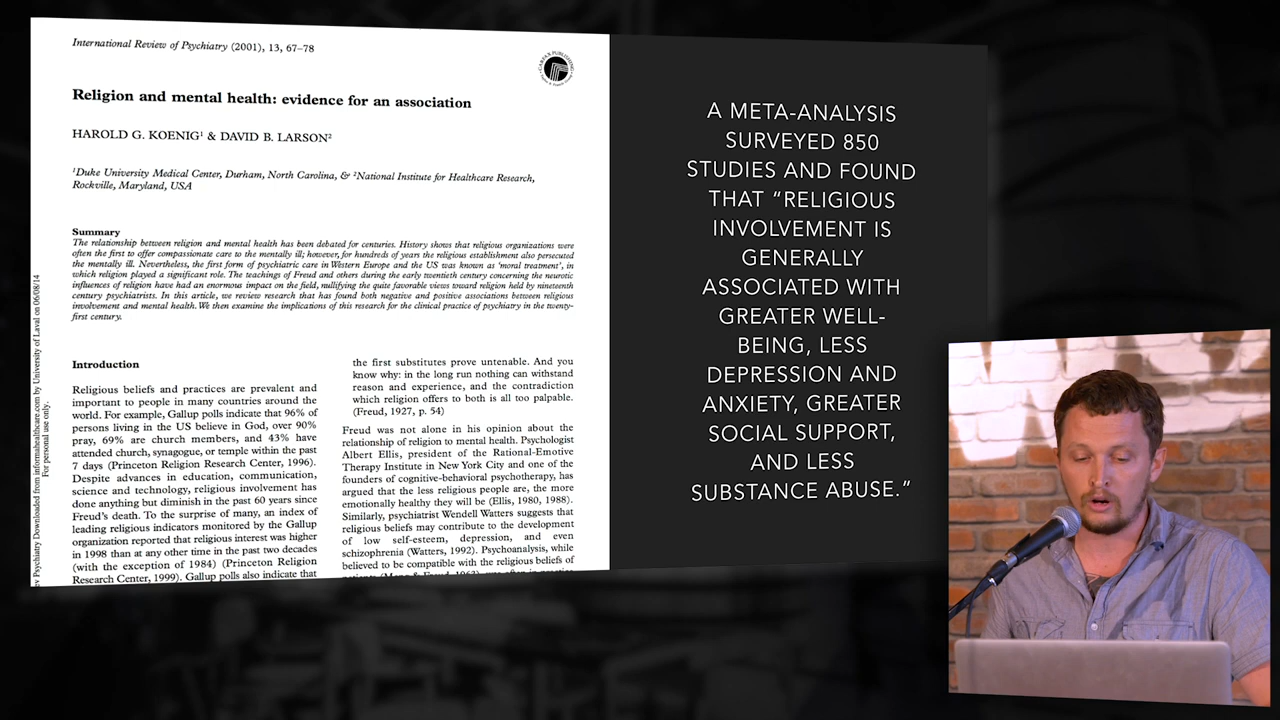 International Review of Psychiatry (2001), 13, 67–78
Religion and mental health: evidence for an association
HAROLD G. KOENIG¹ & DAVID B. LARSON²
¹Duke University Medical Center, Durham, North Carolina, & ²National Institute for Healthcare Research,
Rockville, Maryland, USA
Summary
The relationship between religion and mental health has been debated for centuries. History shows that religious organizations were
often the first to offer compassionate care to the mentally ill; however, for hundreds of years the religious establishment also persecuted
the mentally ill. Nevertheless, the first form of psychiatric care in Western Europe and the US was known as 'moral treatment', in
which religion played a significant role. The teachings of Freud and others during the early twentieth century concerning the neurotic
influences of religion have had an enormous impact on the field, nullifying the quite favorable views toward religion held by nineteenth
century psychiatrists. In this article, we review research that has found both negative and positive associations between religious
involvement and mental health. We then examine the implications of this research for the clinical practice of psychiatry in the twenty-
first century.
Introduction
Religious beliefs and practices are prevalent and
important to people in many countries around the
world. For example, Gallup polls indicate that 96% of
persons living in the US believe in God, over 90%
pray, 69% are church members, and 43% have
attended church, synagogue, or temple within the past
7 days (Princeton Religion Research Center, 1996).
Despite advances in education, communication,
science and technology, religious involvement has
done anything but diminish in the past 60 years since
Freud's death. To the surprise of many, an index of
leading religious indicators monitored by the Gallup
organization reported that religious interest was higher
in 1998 than at any other time in the past two decades
(with the exception of 1984) (Princeton Religion
Research Center, 1999). Gallup polls also indicate that
the first substitutes prove untenable. And you
know why: in the long run nothing can withstand
reason and experience, and the contradiction
which religion offers to both is all too palpable.
(Freud, 1927, p. 54)
Freud was not alone in his opinion about the
relationship of religion to mental health. Psychologist
Albert Ellis, president of the Rational-Emotive
Therapy Institute in New York City and one of the
founders of cognitive-behavioral psychotherapy, has
argued that the less religious people are, the more
emotionally healthy they will be (Ellis, 1980, 1988).
Similarly, psychiatrist Wendell Watters suggests that
religious beliefs may contribute to the development
of low self-esteem, depression, and even
schizophrenia (Watters, 1992). Psychoanalysis, while
believed to be compatible with the religious beliefs of
Psychiatry Downloaded from informahealthcare.com by University of Laval on 06/08/14
For personal use only.
A META-ANALYSIS
SURVEYED 850
STUDIES AND FOUND
THAT “RELIGIOUS
INVOLVEMENT IS
GENERALLY
ASSOCIATED WITH
GREATER WELL-
BEING, LESS
DEPRESSION AND
ANXIETY, GREATER
SOCIAL SUPPORT,
AND LESS
SUBSTANCE ABUSE.”